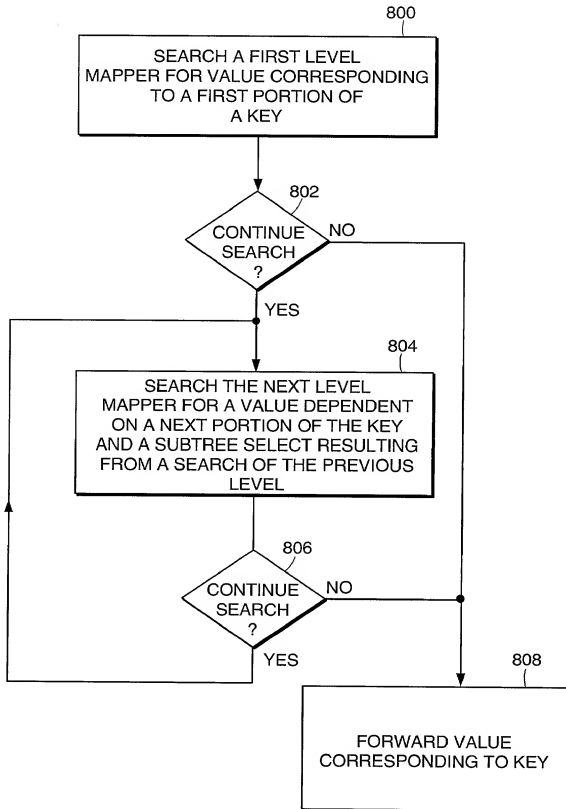 800
SEARCH A FIRST LEVEL
MAPPER FOR VALUE CORRESPONDING
TO A FIRST PORTION OF
A KEY
802
CONTINUE
SEARCH
?
NO
YES
804
SEARCH THE NEXT LEVEL
MAPPER FOR A VALUE DEPENDENT
ON A NEXT PORTION OF THE KEY
AND A SUBTREE SELECT RESULTING
FROM A SEARCH OF THE PREVIOUS
LEVEL
806
CONTINUE
SEARCH
?
NO
YES
808
FORWARD VALUE
CORRESPONDING TO KEY